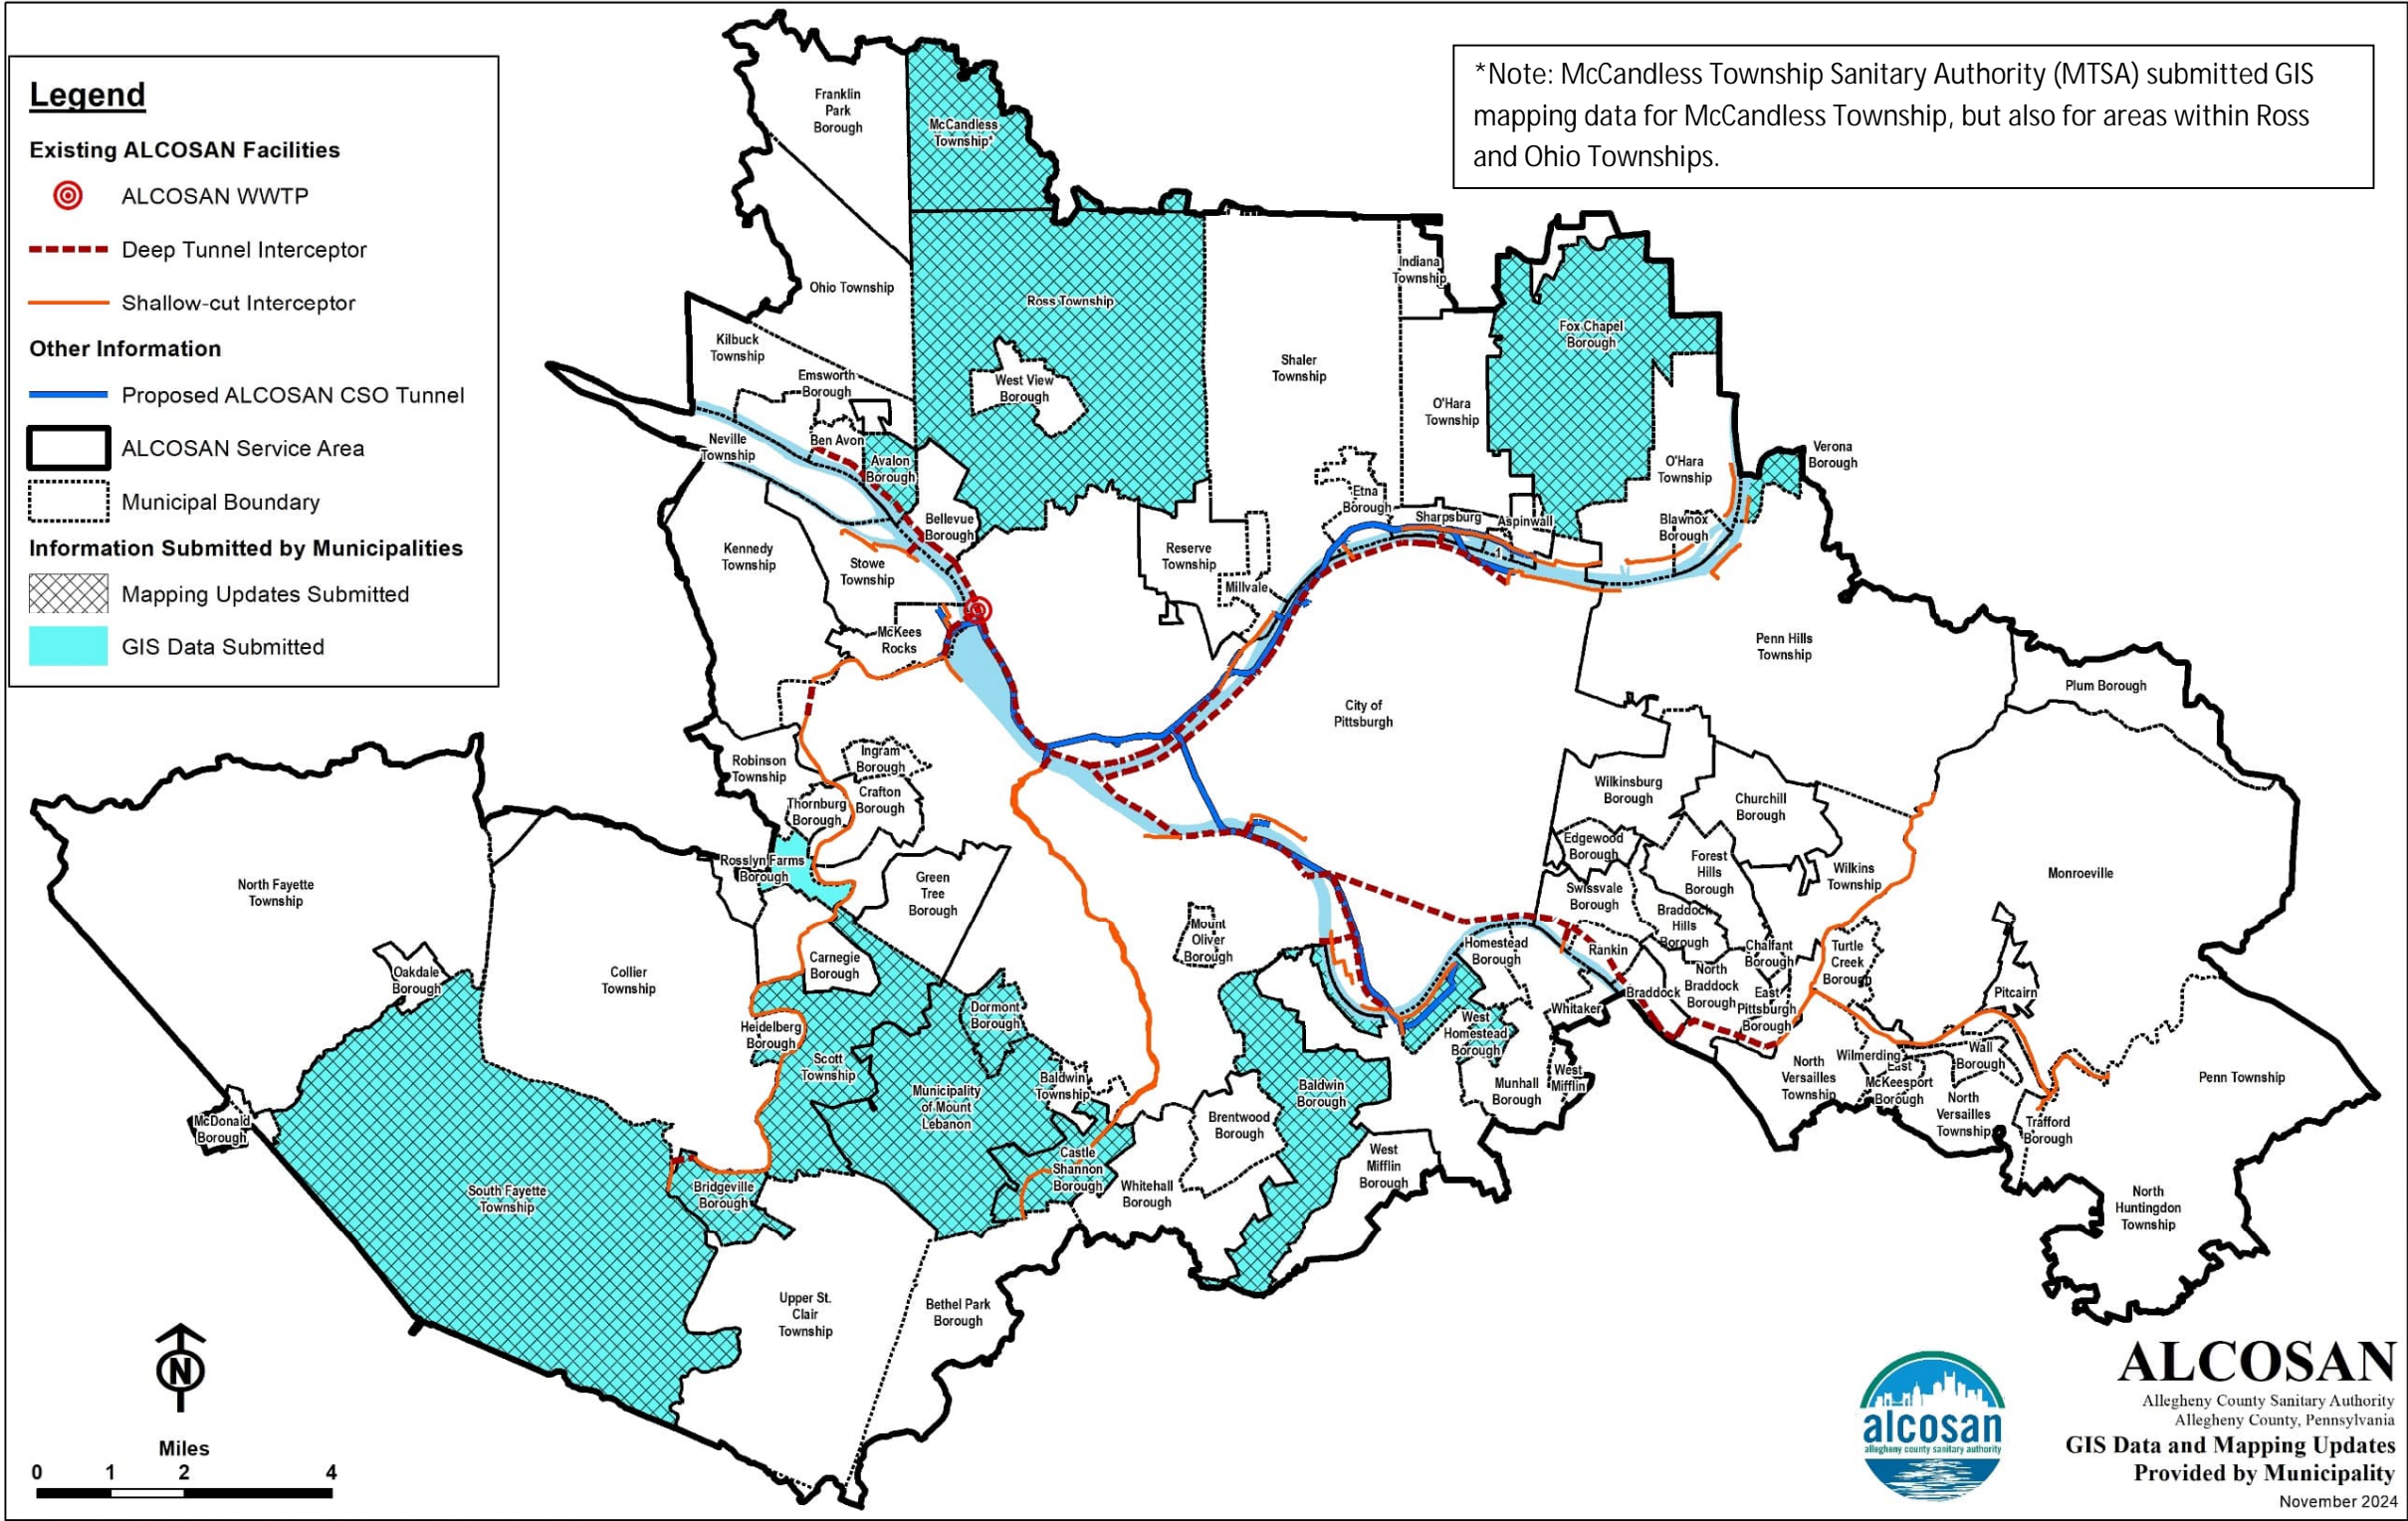 Legend
Existing ALCOSAN Facilities
ALCOSAN WWTP
Deep Tunnel Interceptor
Shallow-cut Interceptor
Other Information
Proposed ALCOSAN CSO Tunnel
ALCOSAN Service Area
Municipal Boundary
Information Submitted by Municipalities
Mapping Updates Submitted
GIS Data Submitted
*Note: McCandless Township Sanitary Authority (MTSA) submitted GIS
mapping data for McCandless Township, but also for areas within Ross
and Ohio Townships.
Franklin
Park
Borough
McCandless
Township*
Ohio Township
Ross Township
Indiana
Township
Fox Chapel
Borough
Kilbuck
Township
Emsworth
Borough
West View
Borough
Shaler
Township
O'Hara
Township
Neville
Township
Ben Avon
Avalon
Borough
O'Hara
Township
Verona
Borough
Bellevue
Borough
Etna
Borough
Sharpsburg
Aspinwall
1
Blawnox
Borough
Kennedy
Township
Stowe
Township
Reserve
Township
Millvale
McKees
Rocks
Penn Hills
Township
Plum Borough
City of
Pittsburgh
Robinson
Township
Ingram
Borough
Thornburg
Borough
Crafton
Borough
Wilkinsburg
Borough
Churchill
Borough
Edgewood
Borough
Rosslyn Farms
Borough
Green
Tree
Borough
Forest
Hills
Borough
Wilkins
Township
Monroeville
North Fayette
Township
Swissvale
Borough
Braddock
Hills
Borough
Mount
Oliver
Borough
Homestead
Borough
Rankin
Chalfant
Borough
Turtle
Creek
Borough
Oakdale
Borough
Collier
Township
Carnegie
Borough
North
Braddock
Borough
Braddock
East
Pittsburgh
Borough
Pitcairn
Whitaker
Heidelberg
Borough
Dormont
Borough
West
Homestead
Borough
Scott
Township
Municipality
of Mount
Lebanon
Baldwin
Township
Baldwin
Borough
Munhall
Borough
West
Mifflin
North
Versailles
Township
Wilmerding
East
McKeesport
Borough
Wall
Borough
North
Versailles
Township
Penn Township
McDonald
Borough
Brentwood
Borough
Trafford
Borough
Castle
Shannon
Borough
West
Mifflin
Borough
South Fayette
Township
Bridgeville
Borough
Whitehall
Borough
North
Huntingdon
Township
Upper St.
Clair
Township
Bethel Park
Borough
N
Miles
0 1 2 4
alcosan
allegheny county sanitary authority
ALCOSAN
Allegheny County Sanitary Authority
Allegheny County, Pennsylvania
GIS Data and Mapping Updates
Provided by Municipality
November 2024